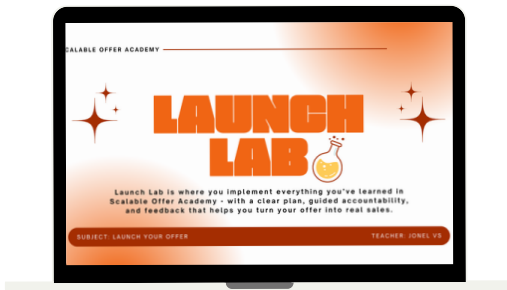 CALABLE OFFER ACADEMY
LAUNCH
LAB
Launch Lab is where you implement everything you've learned in
Scalable Offer Academy - with a clear plan, guided accountability,
and feedback that helps you turn your offer into real sales.
SUBJECT: LAUNCH YOUR OFFER
TEACHER: JONEL VS